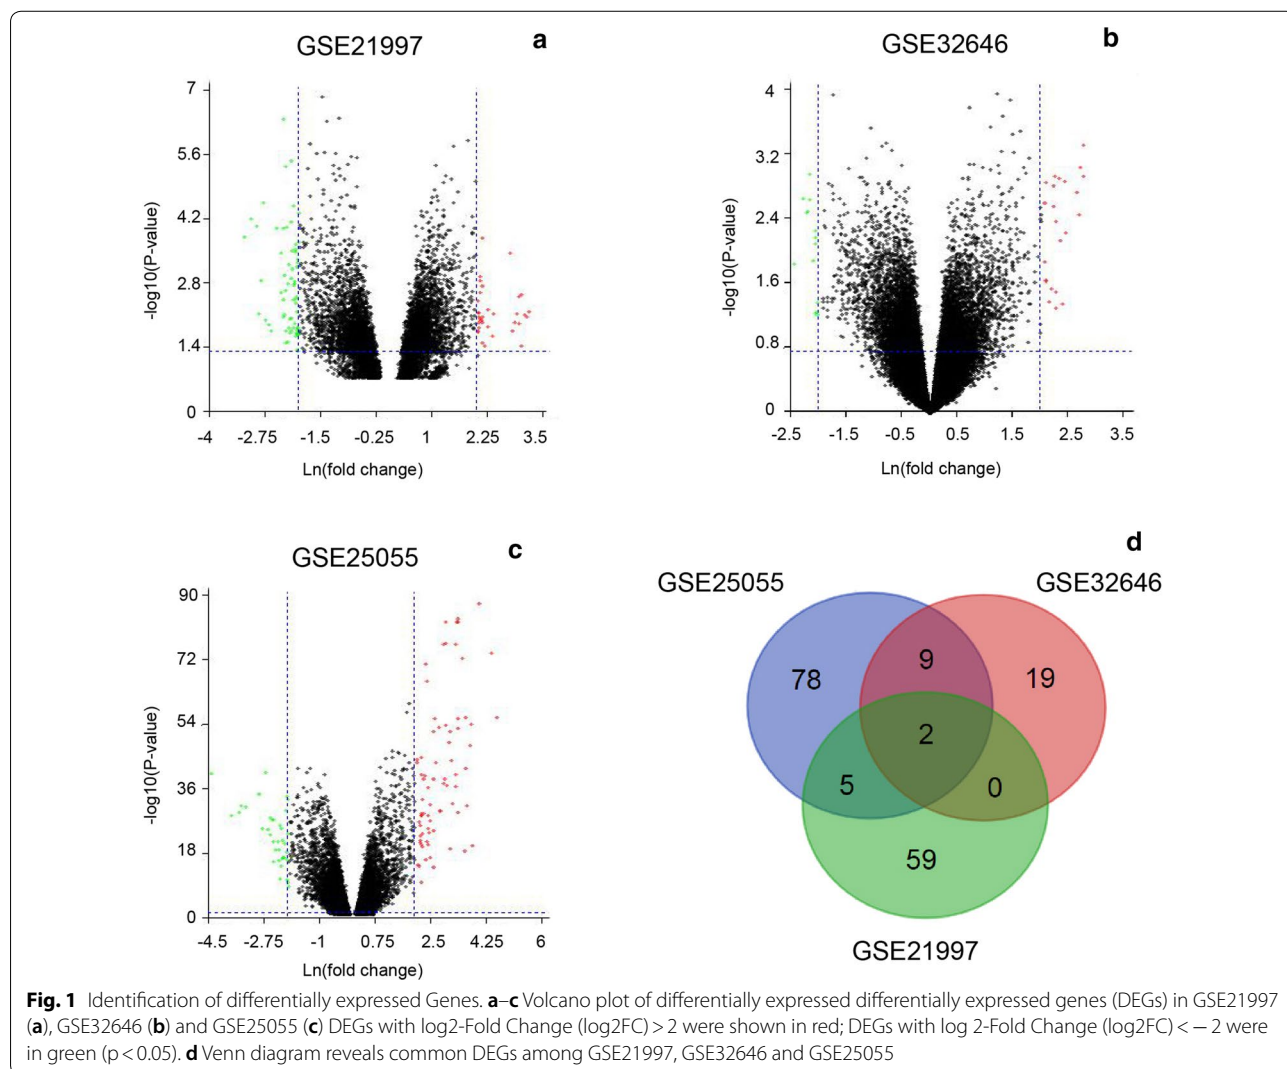 GSE21997
a
7
5.6
4.2
2.8
1.4
0
-log10(P-value)
-4 -2.75 -1.5 -0.25 1 2.25 3.5
Ln(fold change)
GSE32646
b
4
3.2
2.4
1.6
0.8
0
-log10(P-value)
-2.5 -1.5 -0.5 0.5 1.5 2.5 3.5
Ln(fold change)
GSE25055
c
90
72
54
36
18
0
-log10(P-value)
-4.5 -2.75 -1 0.75 2.5 4.25 6
Ln(fold change)
d
GSE25055
GSE32646
9
78
19
2
5
0
59
GSE21997
Fig. 1 Identification of differentially expressed Genes. a–c Volcano plot of differentially expressed differentially expressed genes (DEGs) in GSE21997
(a), GSE32646 (b) and GSE25055 (c) DEGs with log2-Fold Change (log2FC) > 2 were shown in red; DEGs with log 2-Fold Change (log2FC) < − 2 were
in green (p < 0.05). d Venn diagram reveals common DEGs among GSE21997, GSE32646 and GSE25055